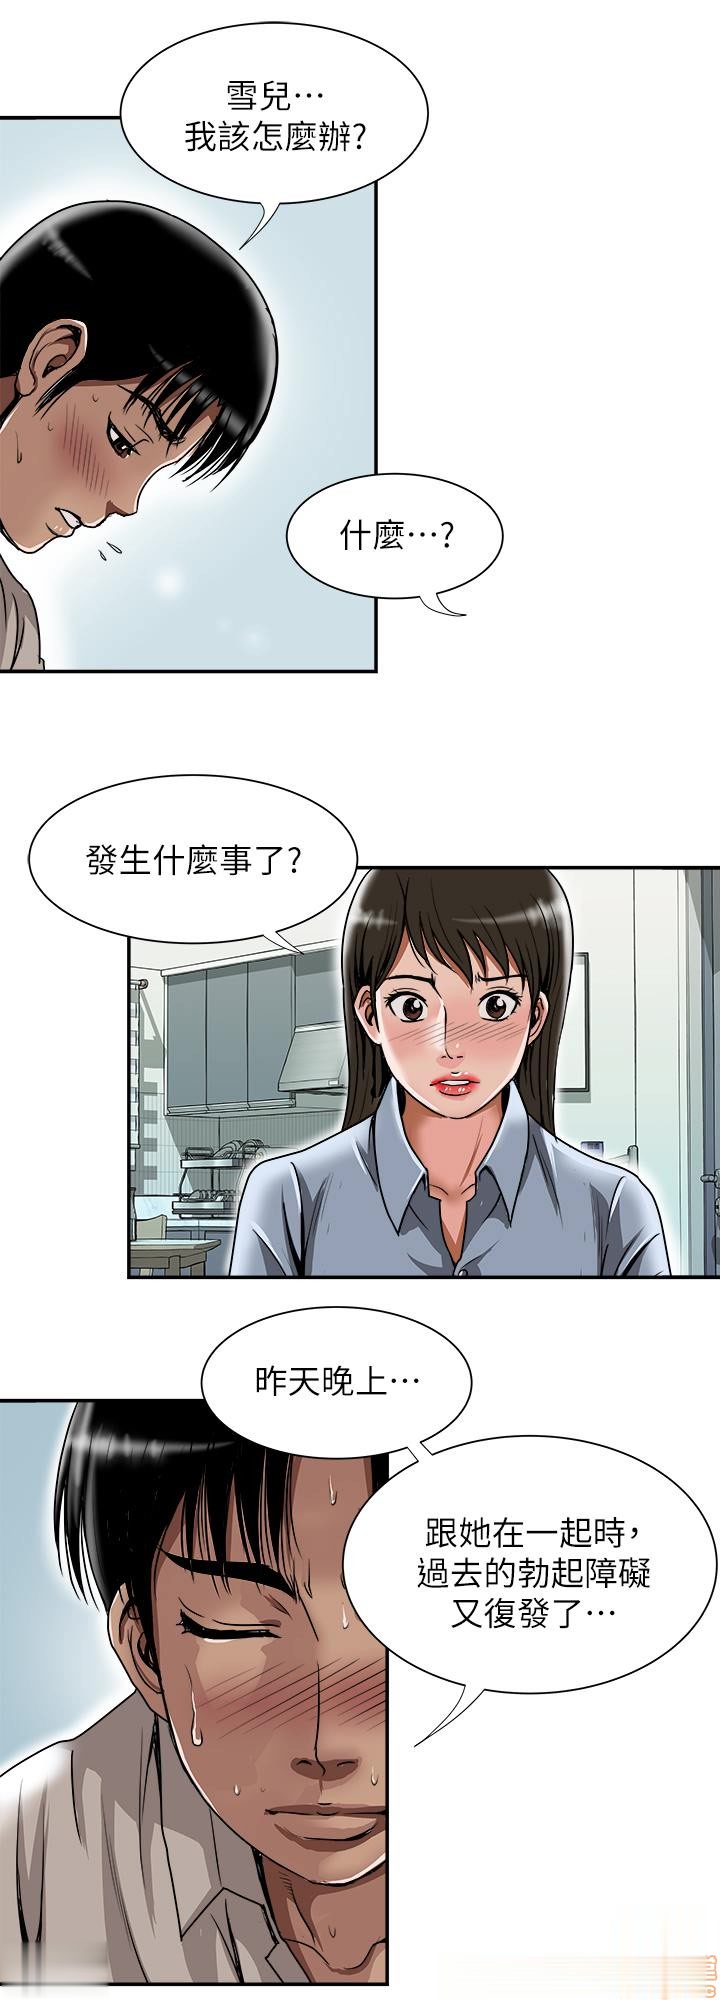 雪兒…
我該怎麼辦?
什麼…?
發生什麼事了?
昨天晚上…
跟她在一起時，
過去的勃起障礙
又復發了…